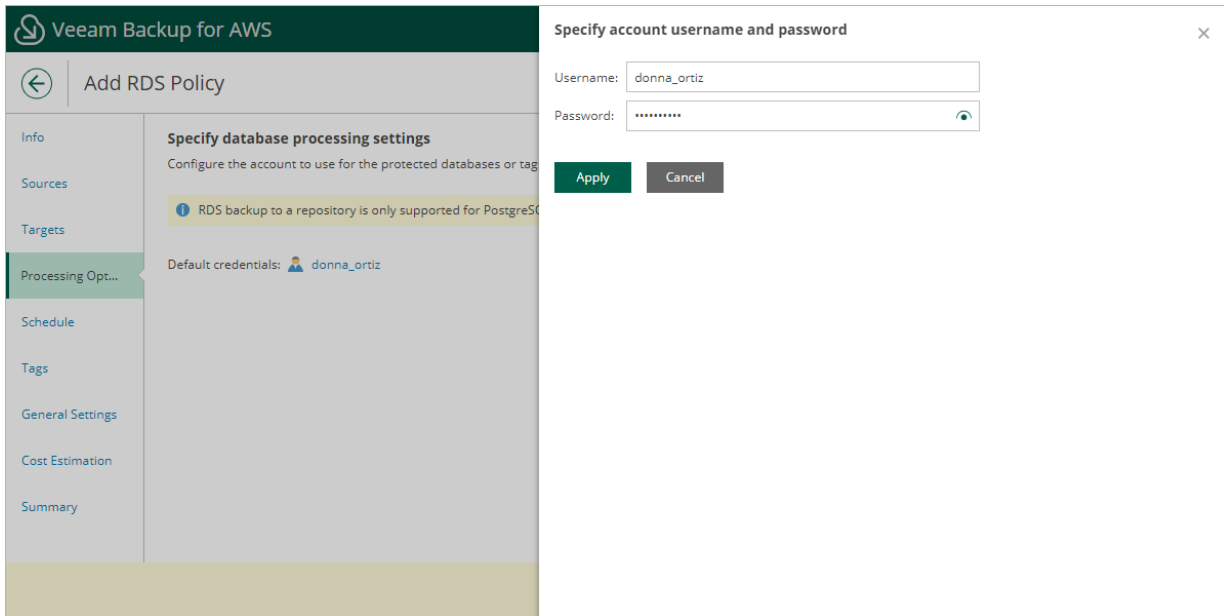 Veeam Backup for AWS
Add RDS Policy
Info
Sources
Targets
Processing Opt...
Schedule
Tags
General Settings
Cost Estimation
Summary
Specify database processing settings
Configure the account to use for the protected databases or tag
RDS backup to a repository is only supported for PostgreSQ
Default credentials: donna_ortiz
Specify account username and password
Username: donna_ortiz
Password: ••••••••••
Apply Cancel